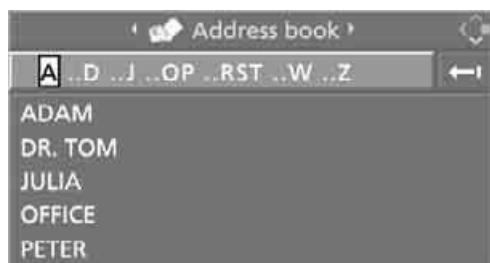 Address book
A ..D ..J ..OP ..RST ..W ..Z
ADAM
DR. TOM
JULIA
OFFICE
PETER